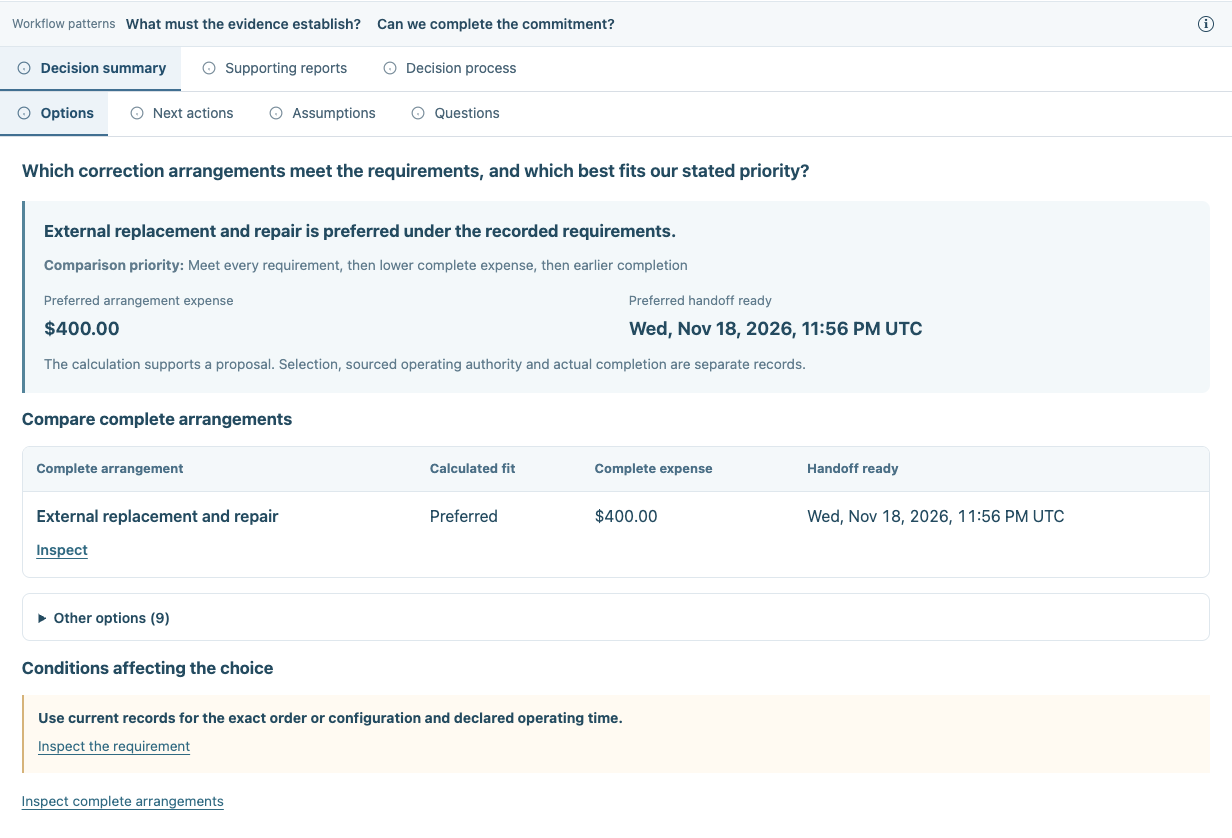 Workflow patterns What must the evidence establish? Can we complete the commitment?
Decision summary Supporting reports Decision process
Options Next actions Assumptions Questions
Which correction arrangements meet the requirements, and which best fits our stated priority?
External replacement and repair is preferred under the recorded requirements.
Comparison priority: Meet every requirement, then lower complete expense, then earlier completion
Preferred arrangement expense Preferred handoff ready
$400.00 Wed, Nov 18, 2026, 11:56 PM UTC
The calculation supports a proposal. Selection, sourced operating authority and actual completion are separate records.
Compare complete arrangements
Complete arrangement Calculated fit Complete expense Handoff ready
External replacement and repair Preferred $400.00 Wed, Nov 18, 2026, 11:56 PM UTC
Inspect
Other options (9)
Conditions affecting the choice
Use current records for the exact order or configuration and declared operating time.
Inspect the requirement
Inspect complete arrangements